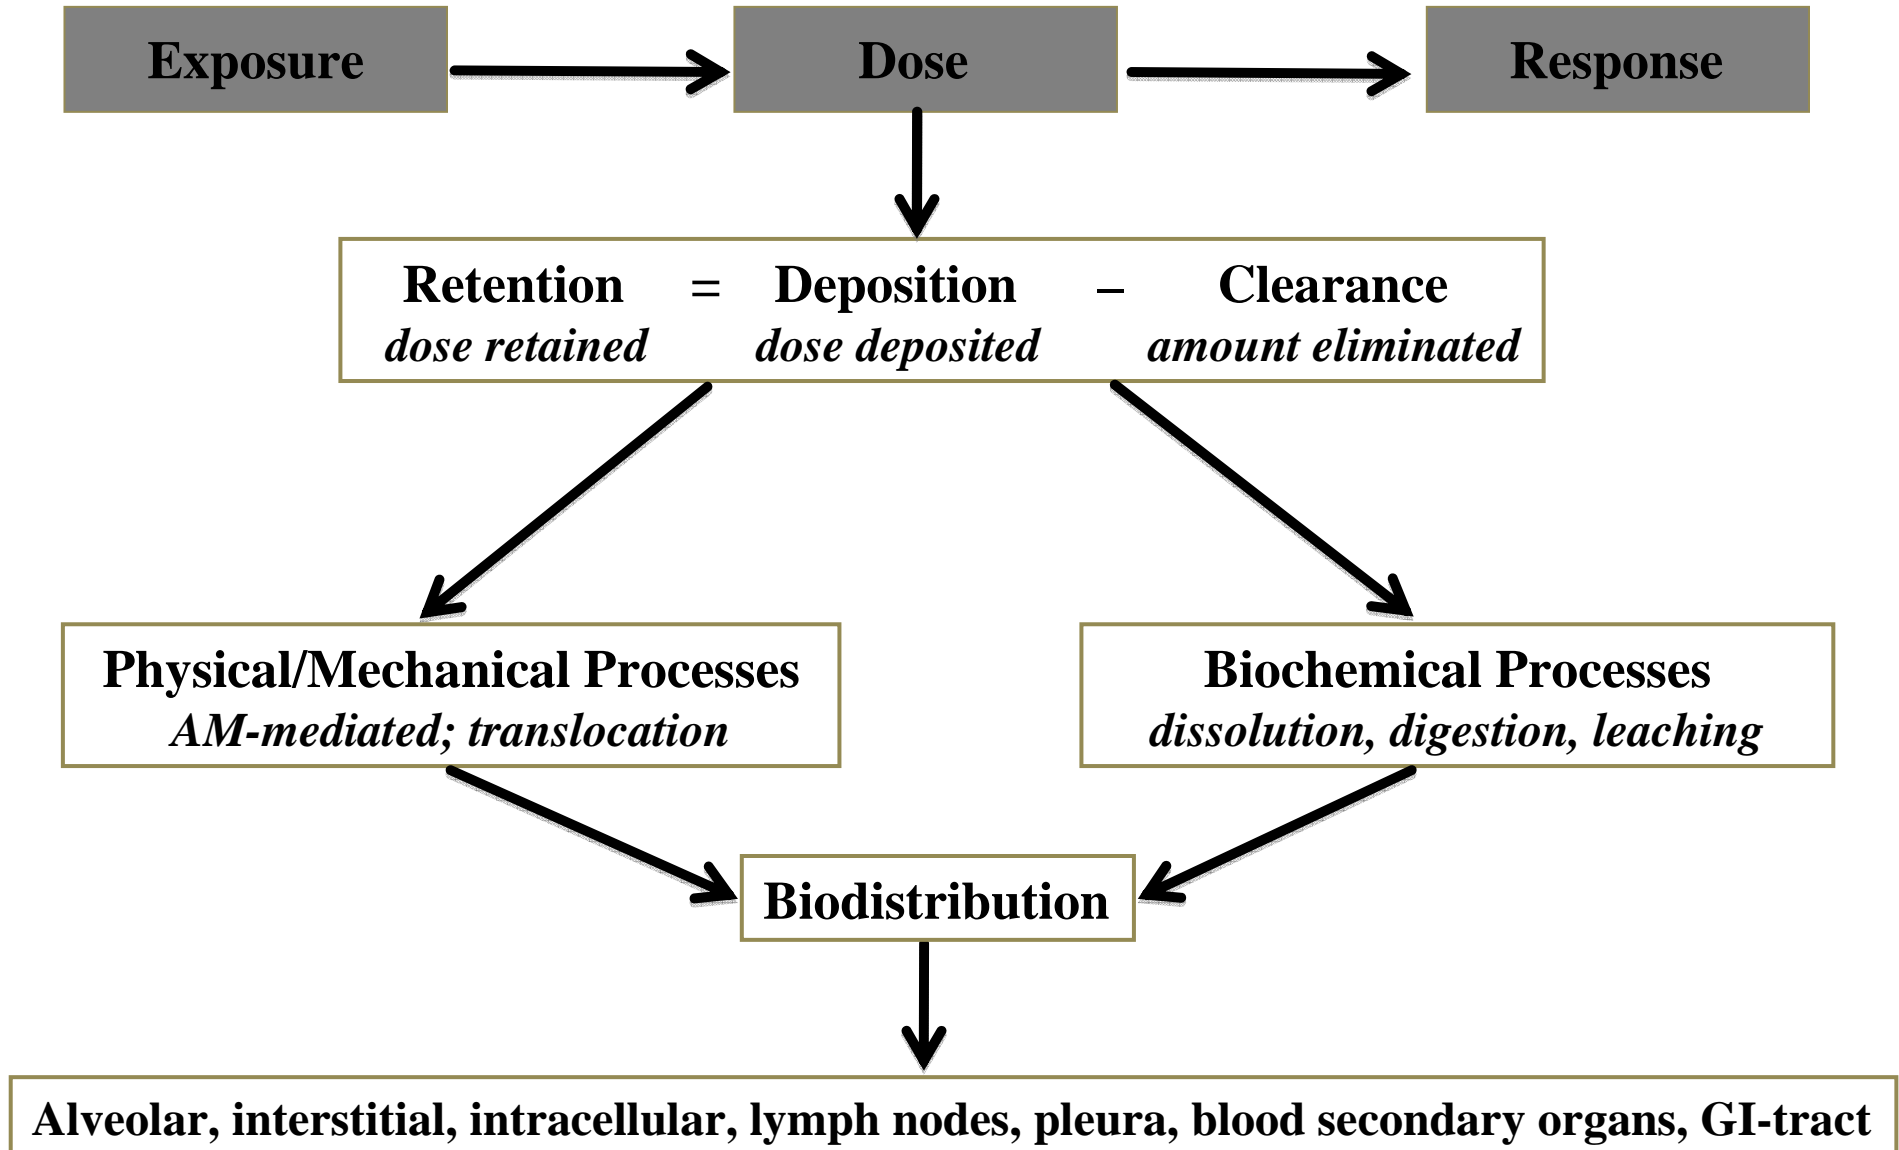 Exposure Dose Response
Retention = Deposition – Clearance
dose retained dose deposited amount eliminated
Physical/Mechanical Processes Biochemical Processes
AM-mediated; translocation dissolution, digestion, leaching
Biodistribution
Alveolar, interstitial, intracellular, lymph nodes, pleura, blood secondary organs, GI-tract